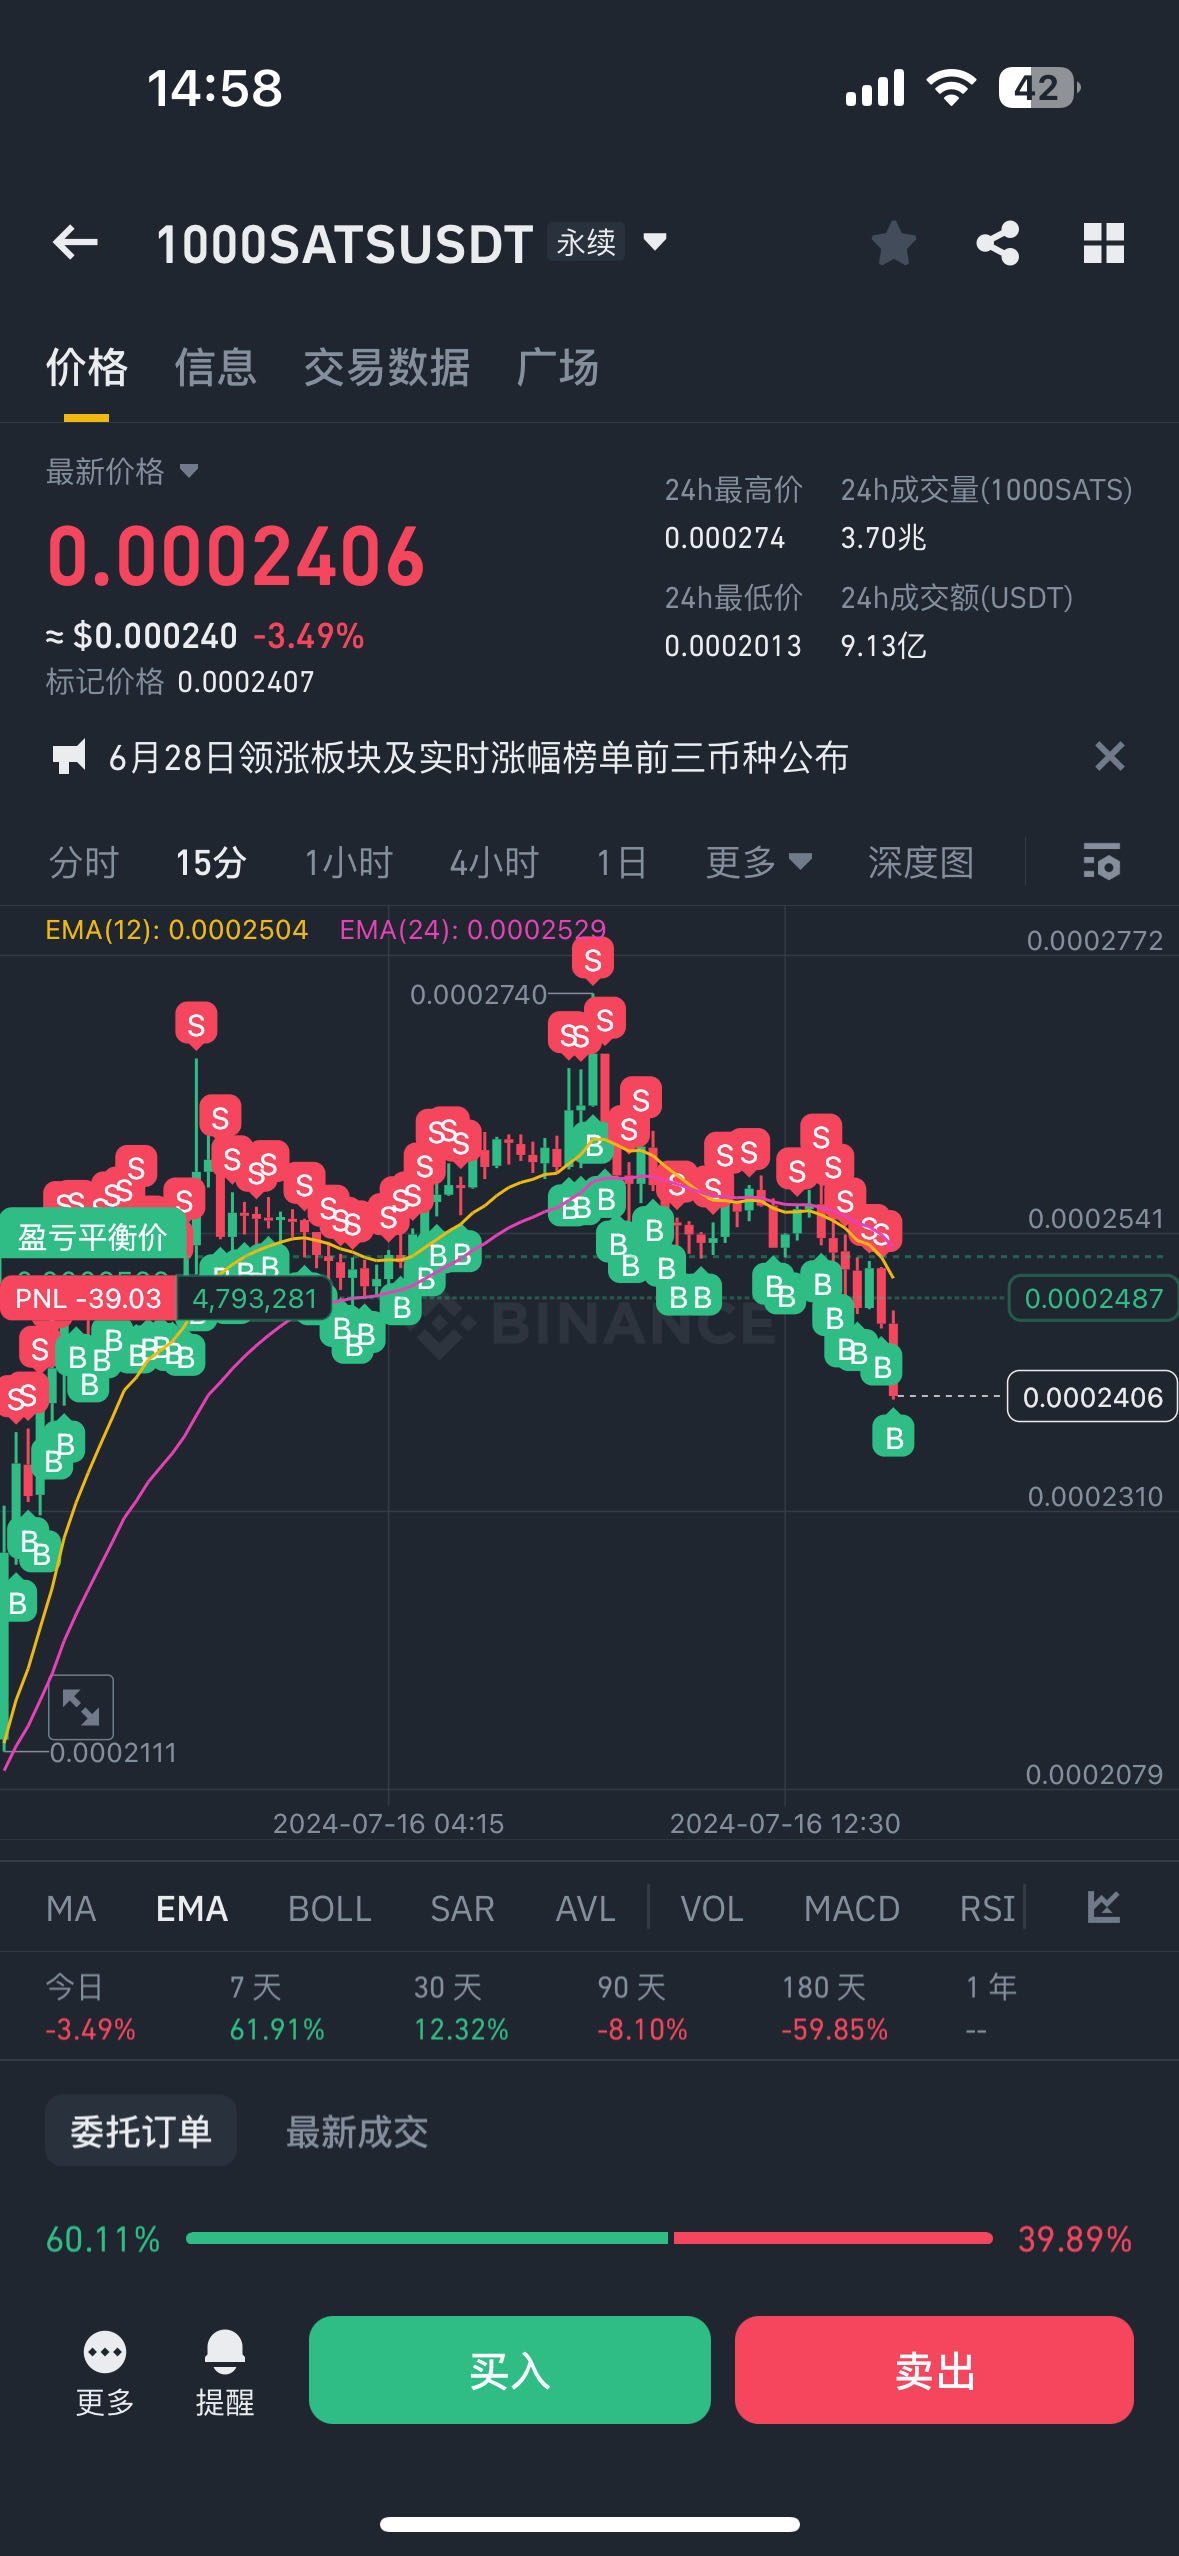 14:58
42
1000SATSUSDT 永续
价格 信息 交易数据 广场
最新价格
0.0002406
≈ $0.000240 -3.49%
标记价格 0.0002407
24h最高价 24h成交量(1000SATS)
0.000274 3.70兆
24h最低价 24h成交额(USDT)
0.0002013 9.13亿
6月28日领涨板块及实时涨幅榜单前三币种公布
分时 15分 1小时 4小时 1日 更多 深度图
EMA(12): 0.0002504 EMA(24): 0.0002529
0.0002772
0.0002740
0.0002541
盈亏平衡价
PNL -39.03 4,793,281
0.0002487
BINANCE
0.0002406
0.0002310
0.0002111
0.0002079
2024-07-16 04:15 2024-07-16 12:30
MA EMA BOLL SAR AVL VOL MACD RSI
今日 7 天 30 天 90 天 180 天 1 年
-3.49% 61.91% 12.32% -8.10% -59.85% --
委托订单 最新成交
60.11% 39.89%
更多 提醒 买入 卖出